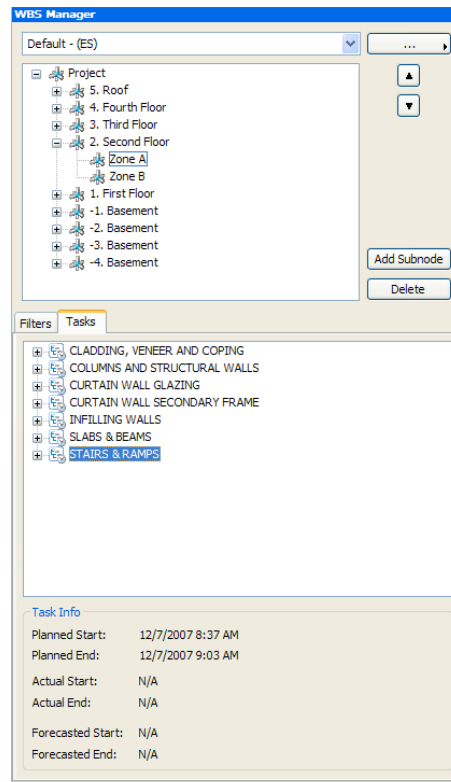 WBS Manager
Default - (ES)
...
Project
5. Roof
4. Fourth Floor
3. Third Floor
2. Second Floor
Zone A
Zone B
1. First Floor
-1. Basement
-2. Basement
-3. Basement
-4. Basement
Add Subnode
Delete
Filters Tasks
CLADDING, VENEER AND COPING
COLUMNS AND STRUCTURAL WALLS
CURTAIN WALL GLAZING
CURTAIN WALL SECONDARY FRAME
INFILLING WALLS
SLABS & BEAMS
STAIRS & RAMPS
Task Info
Planned Start: 12/7/2007 8:37 AM
Planned End: 12/7/2007 9:03 AM
Actual Start: N/A
Actual End: N/A
Forecasted Start: N/A
Forecasted End: N/A